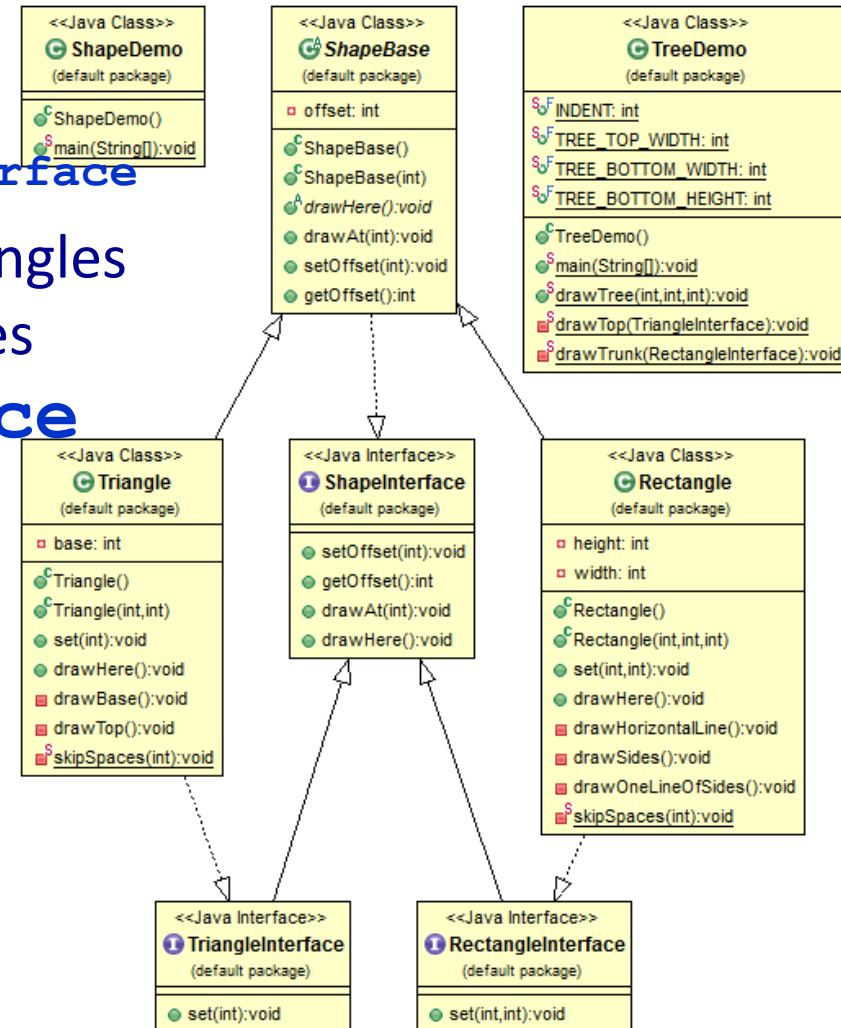 <<Java Class>>
ShapeDemo
(default package)
ShapeDemo()
main(String[]):void
rface
ngles
es
ce
<<Java Class>>
ShapeBase
(default package)
offset: int
ShapeBase()
ShapeBase(int)
drawHere():void
drawAt(int):void
setOffset(int):void
getOffset():int
<<Java Class>>
TreeDemo
(default package)
INDENT: int
TREE_TOP_WIDTH: int
TREE_BOTTOM_WIDTH: int
TREE_BOTTOM_HEIGHT: int
TreeDemo()
main(String[]):void
drawTree(int,int,int):void
drawTop(TriangleInterface):void
drawTrunk(RectangleInterface):void
<<Java Class>>
Triangle
(default package)
base: int
Triangle()
Triangle(int,int)
set(int):void
drawHere():void
drawBase():void
drawTop():void
skipSpaces(int):void
<<Java Interface>>
ShapeInterface
(default package)
setOffset(int):void
getOffset():int
drawAt(int):void
drawHere():void
<<Java Class>>
Rectangle
(default package)
height: int
width: int
Rectangle()
Rectangle(int,int,int)
set(int,int):void
drawHere():void
drawHorizontalLine():void
drawSides():void
drawOneLineOfSides():void
skipSpaces(int):void
<<Java Interface>>
TriangleInterface
(default package)
set(int):void
<<Java Interface>>
RectangleInterface
(default package)
set(int,int):void